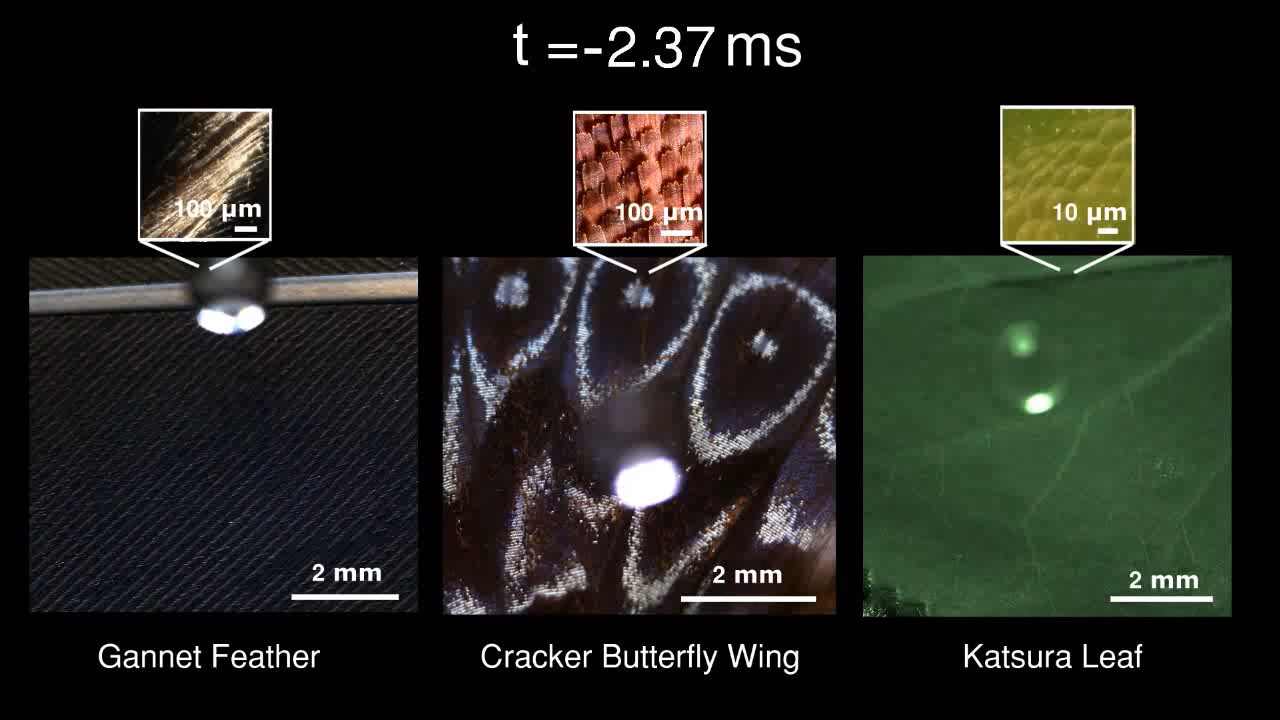 t =-2.37 ms
100 µm
100 µm
10 µm
2 mm
2 mm
2 mm
Gannet Feather
Cracker Butterfly Wing
Katsura Leaf